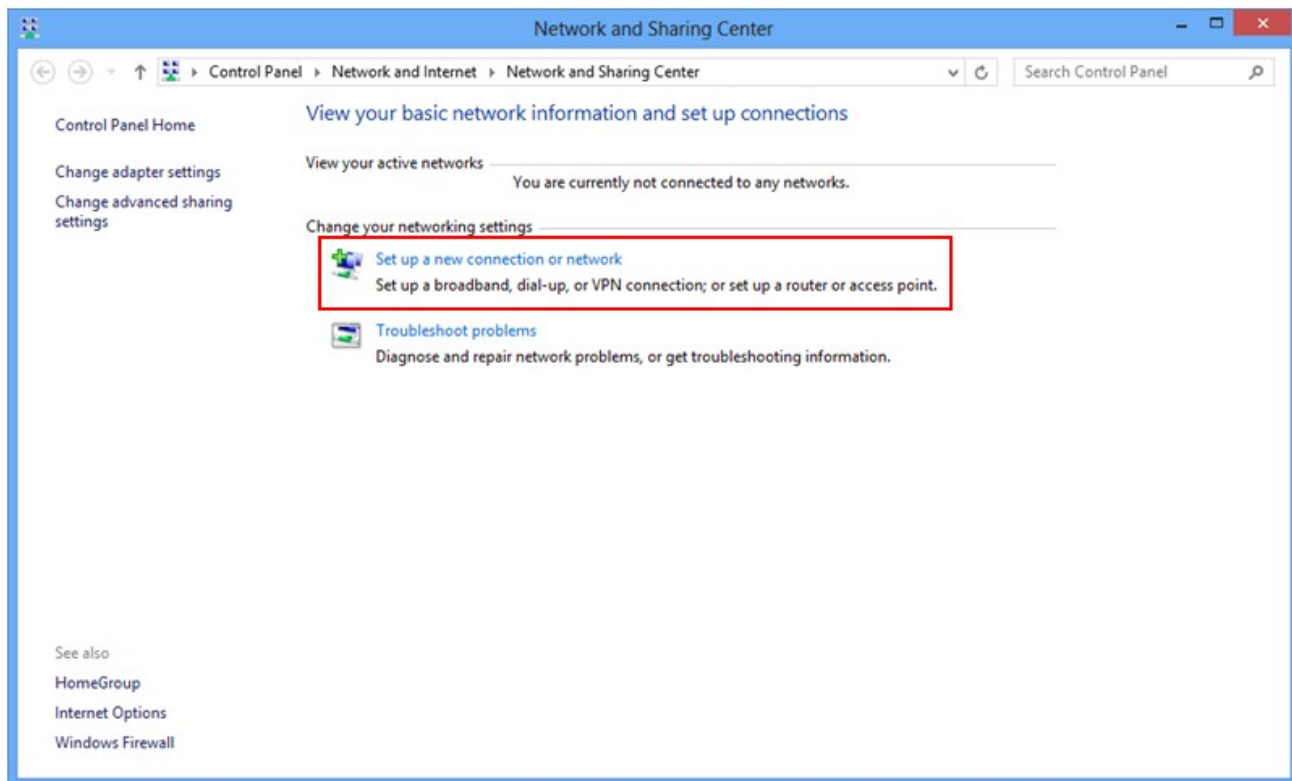 Network and Sharing Center
Control Panel Network and Internet Network and Sharing Center
Search Control Panel
Control Panel Home
Change adapter settings
Change advanced sharing
settings
View your basic network information and set up connections
View your active networks
You are currently not connected to any networks.
Change your networking settings
Set up a new connection or network
Set up a broadband, dial-up, or VPN connection; or set up a router or access point.
Troubleshoot problems
Diagnose and repair network problems, or get troubleshooting information.
See also
HomeGroup
Internet Options
Windows Firewall